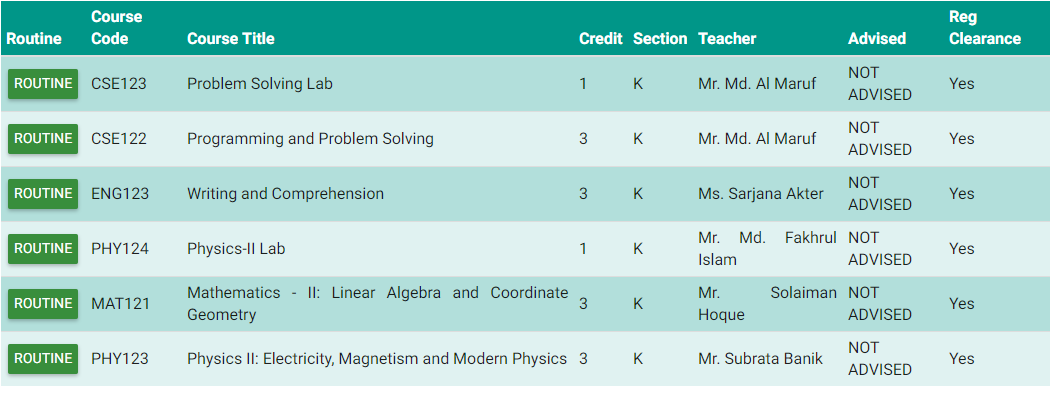 Routine Course Code Course Title Credit Section Teacher Advised Reg Clearance
ROUTINE CSE123 Problem Solving Lab 1 K Mr. Md. Al Maruf NOT ADVISED Yes
ROUTINE CSE122 Programming and Problem Solving 3 K Mr. Md. Al Maruf NOT ADVISED Yes
ROUTINE ENG123 Writing and Comprehension 3 K Ms. Sarjana Akter NOT ADVISED Yes
ROUTINE PHY124 Physics-II Lab 1 K Mr. Md. Fakhrul Islam NOT ADVISED Yes
ROUTINE MAT121 Mathematics - II: Linear Algebra and Coordinate Geometry 3 K Mr. Solaiman Hoque NOT ADVISED Yes
ROUTINE PHY123 Physics II: Electricity, Magnetism and Modern Physics 3 K Mr. Subrata Banik NOT ADVISED Yes